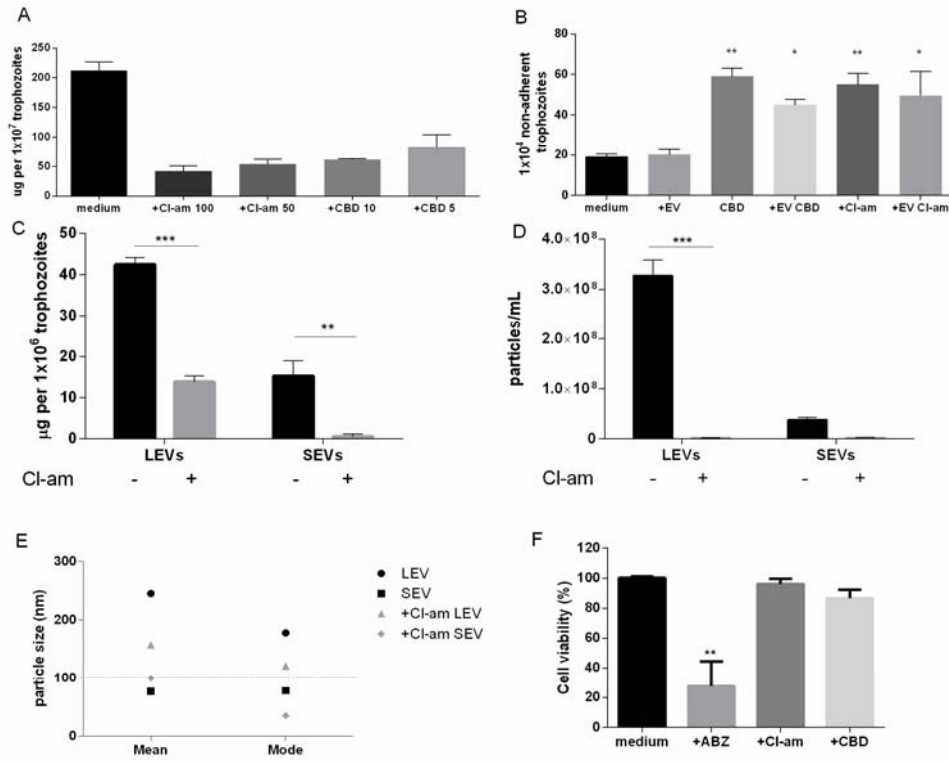 A
ug per 1x10⁷ trophozoites
250
200
150
100
50
0
medium
+Cl-am 100
+Cl-am 50
+CBD 10
+CBD 5
B
1x10⁴ non-adherent
trophozoites
80
60
40
20
0
**
*
**
*
medium
+EV
CBD
+EV CBD
+Cl-am
+EV Cl-am
C
µg per 1x10⁶ trophozoites
50
40
30
20
10
0
***
**
LEVs
SEVs
Cl-am
-
+
-
+
D
particles/mL
4.0×10⁸
3.0×10⁸
2.0×10⁸
1.0×10⁸
0
***
LEVs
SEVs
Cl-am
-
+
-
+
E
particle size (nm)
300
200
100
0
Mean
Mode
LEV
SEV
+Cl-am LEV
+Cl-am SEV
F
Cell viability (%)
120
100
80
60
40
20
0
**
medium
+ABZ
+Cl-am
+CBD